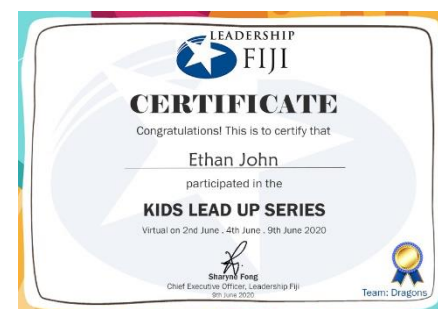 LEADERSHIP
FIJI
CERTIFICATE
Congratulations! This is to certify that
Ethan John
participated in the
KIDS LEAD UP SERIES
Virtual on 2nd June . 4th June . 9th June 2020
Sharyne Fong
Chief Executive Officer, Leadership Fiji
9th June 2020
Team: Dragons